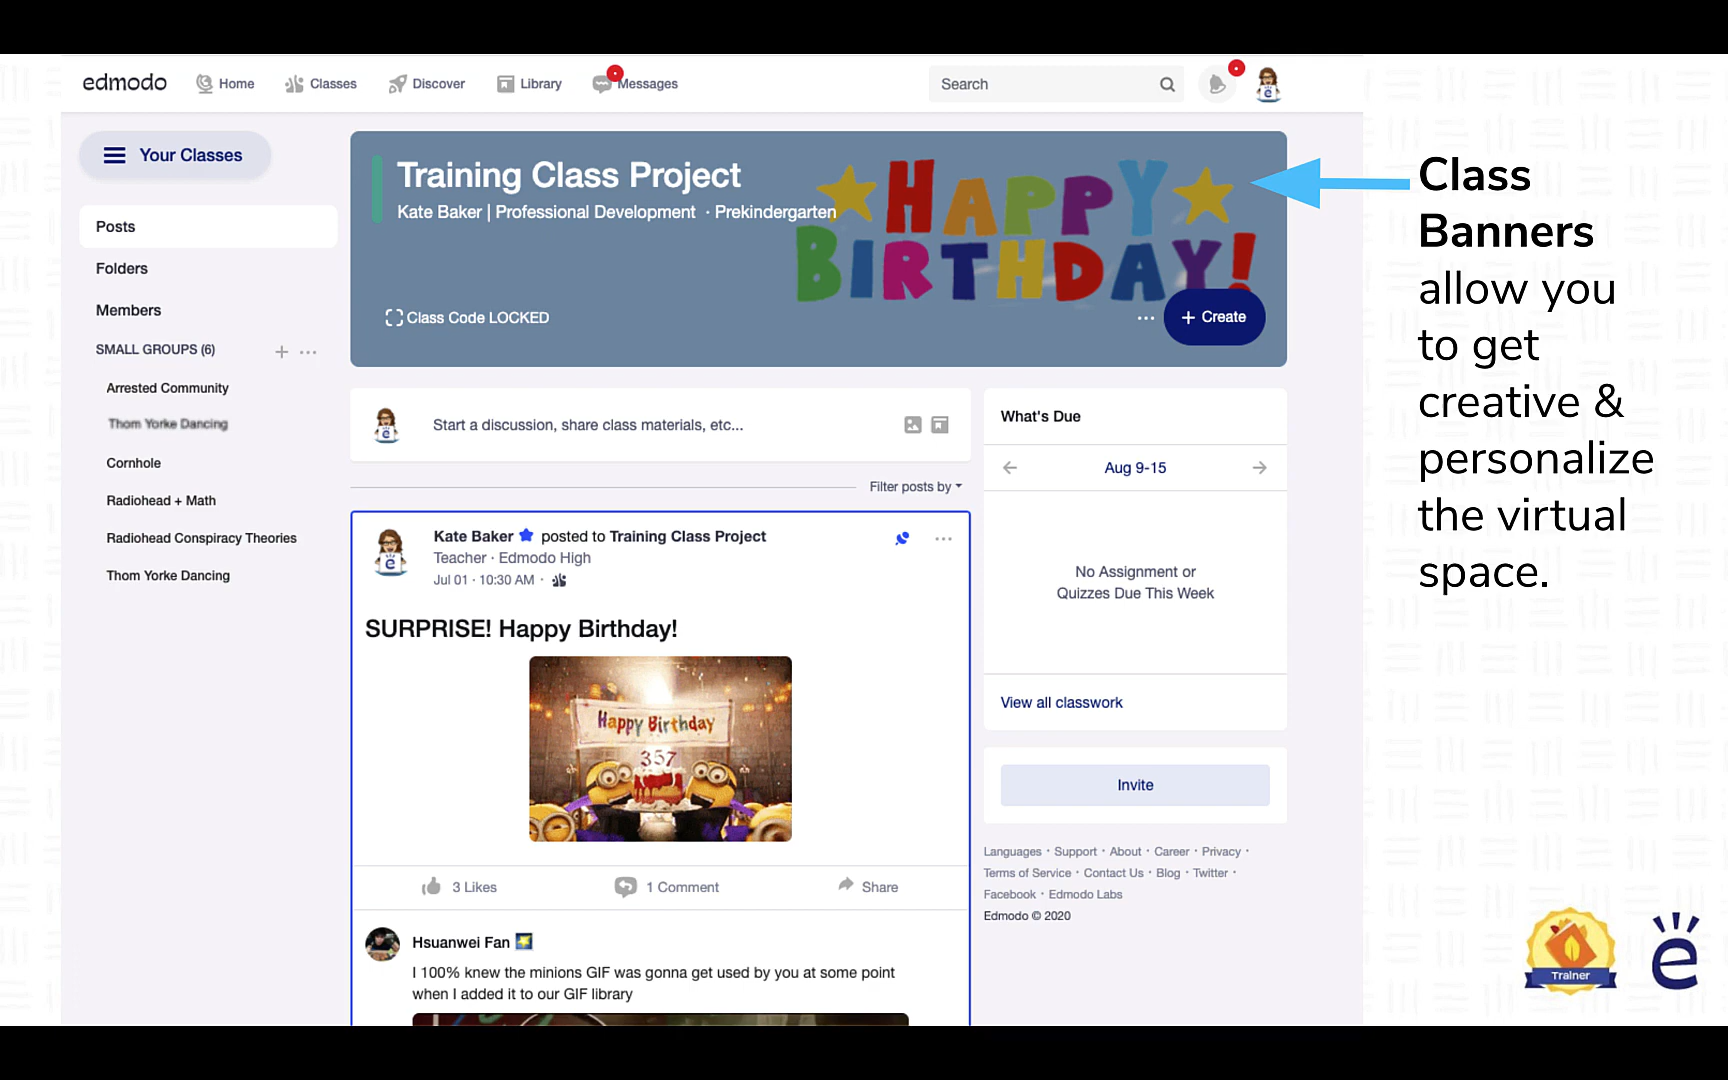 edmodo
Home
Classes
Discover
Library
Messages
Search
Your Classes
Posts
Folders
Members
SMALL GROUPS (6)
Arrested Community
Thom Yorke Dancing
Cornhole
Radiohead + Math
Radiohead Conspiracy Theories
Thom Yorke Dancing
Training Class Project
Kate Baker | Professional Development · Prekindergarten
HAPPY
BIRTHDAY!
Class Code LOCKED
... + Create
Start a discussion, share class materials, etc...
Filter posts by
Kate Baker posted to Training Class Project
Teacher · Edmodo High
Jul 01 · 10:30 AM ·
SURPRISE! Happy Birthday!
Happy Birthday
357
3 Likes
1 Comment
Share
Hsuanwei Fan
I 100% knew the minions GIF was gonna get used by you at some point
when I added it to our GIF library
What's Due
Aug 9-15
No Assignment or
Quizzes Due This Week
View all classwork
Invite
Languages · Support · About · Career · Privacy ·
Terms of Service · Contact Us · Blog · Twitter ·
Facebook · Edmodo Labs
Edmodo © 2020
Class
Banners
allow you
to get
creative &
personalize
the virtual
space.
Trainer
e